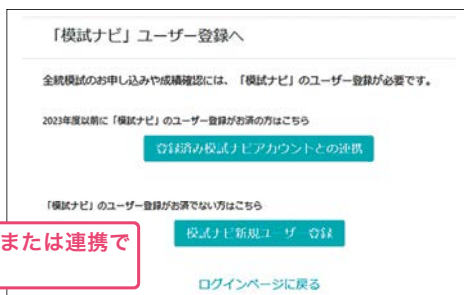 「模試ナビ」ユーザー登録へ
全統模試のお申し込みや成績確認には、「模試ナビ」のユーザー登録が必要です。
2023年度以前に「模試ナビ」のユーザー登録がお済の方はこちら
登録済み模試ナビアカウントとの連携
「模試ナビ」のユーザー登録がお済でない方はこちら
模試ナビ新規ユーザー登録
または連携で
ログインページに戻る